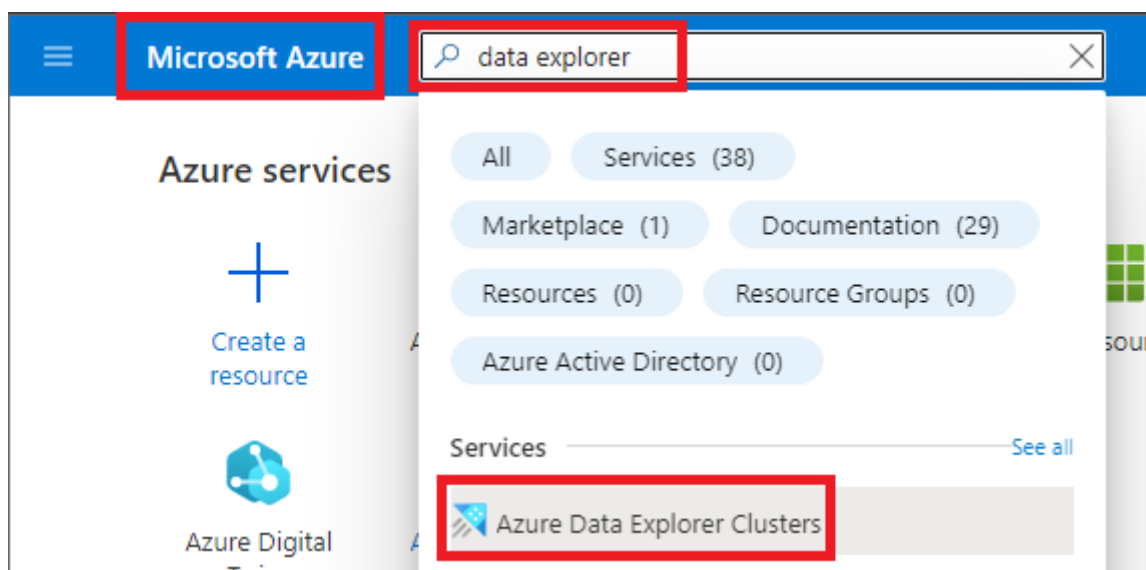 Microsoft Azure
data explorer
Azure services
All Services (38)
Marketplace (1) Documentation (29)
Resources (0) Resource Groups (0)
Azure Active Directory (0)
Create a
resource
Services
See all
Azure Data Explorer Clusters
Azure Digital